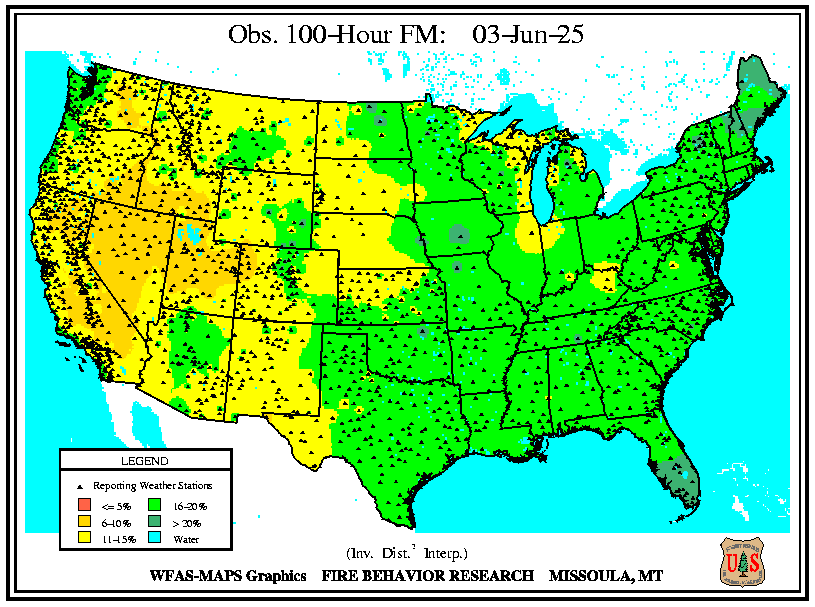 Obs. 100-Hour FM: 03-Jun-25
LEGEND
Reporting Weather Stations
<= 5% 16-20%
6-10% > 20%
11-15% Water
(Inv. Dist.² Interp.)
WFAS-MAPS Graphics FIRE BEHAVIOR RESEARCH MISSOULA, MT
U S